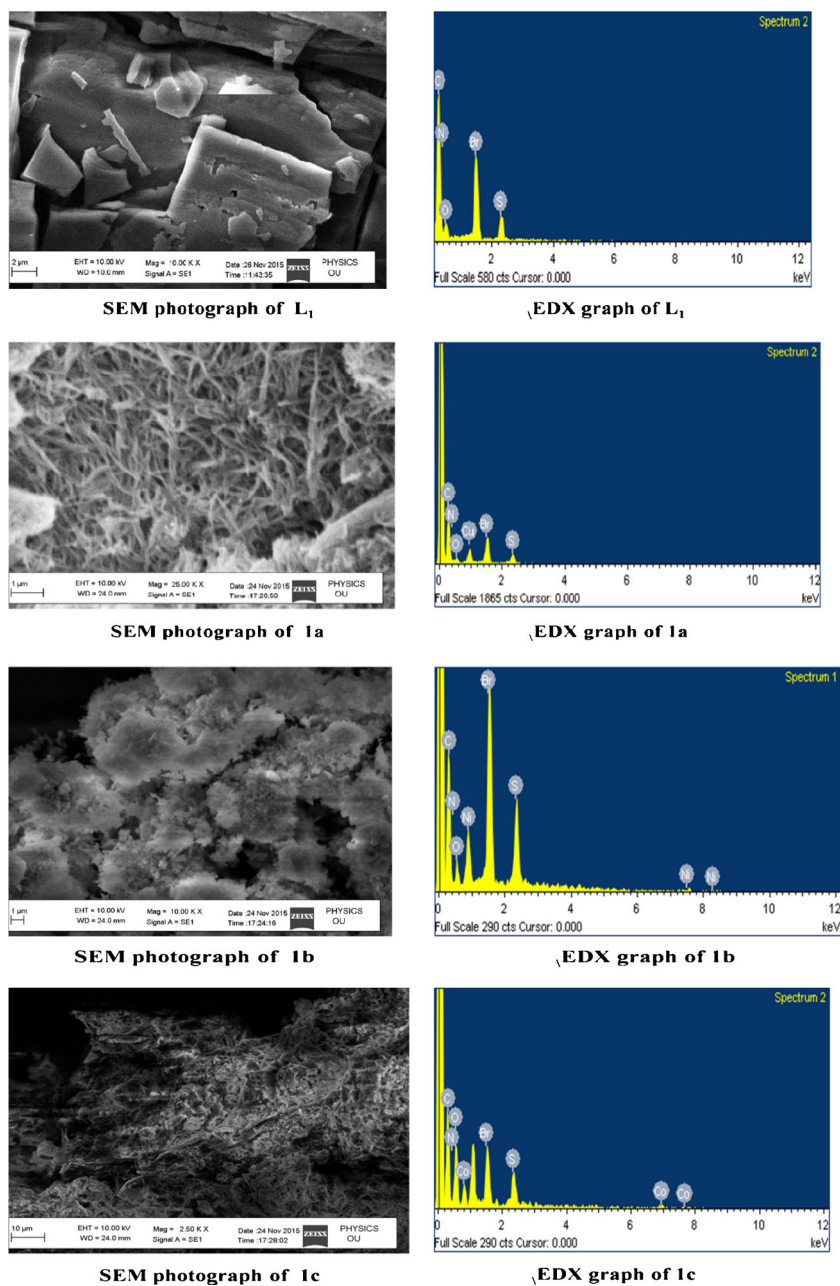 Spectrum 2
C
N
O
Br
S
0 2 4 6 8 10 12
Full Scale 580 cts Cursor: 0.000 keV
2 µm
EHT = 10.00 kV Mag = 10.00 K X Date :26 Nov 2015 ZEISS PHYSICS
WD = 10.0 mm Signal A = SE1 Time :11:43:35 OU
SEM photograph of L₁
\EDX graph of L₁
Spectrum 2
C
N
O
Cu
Br
S
0 2 4 6 8 10 12
Full Scale 1865 cts Cursor: 0.000 keV
1 µm
EHT = 10.00 kV Mag = 25.00 K X Date :24 Nov 2015 ZEISS PHYSICS
WD = 24.0 mm Signal A = SE1 Time :17:20:50 OU
SEM photograph of 1a
\EDX graph of 1a
Spectrum 1
Br
C
N
O
Ni
S
Ni
Ni
0 2 4 6 8 10 12
Full Scale 290 cts Cursor: 0.000 keV
1 µm
EHT = 10.00 kV Mag = 10.00 K X Date :24 Nov 2015 ZEISS PHYSICS
WD = 24.0 mm Signal A = SE1 Time :17:24:16 OU
SEM photograph of 1b
\EDX graph of 1b
Spectrum 2
C
O
N
Co
Br
S
Co
Co
0 2 4 6 8 10 12
Full Scale 290 cts Cursor: 0.000 keV
10 µm
EHT = 10.00 kV Mag = 2.50 K X Date :24 Nov 2015 ZEISS PHYSICS
WD = 24.0 mm Signal A = SE1 Time :17:28:02 OU
SEM photograph of 1c
\EDX graph of 1c